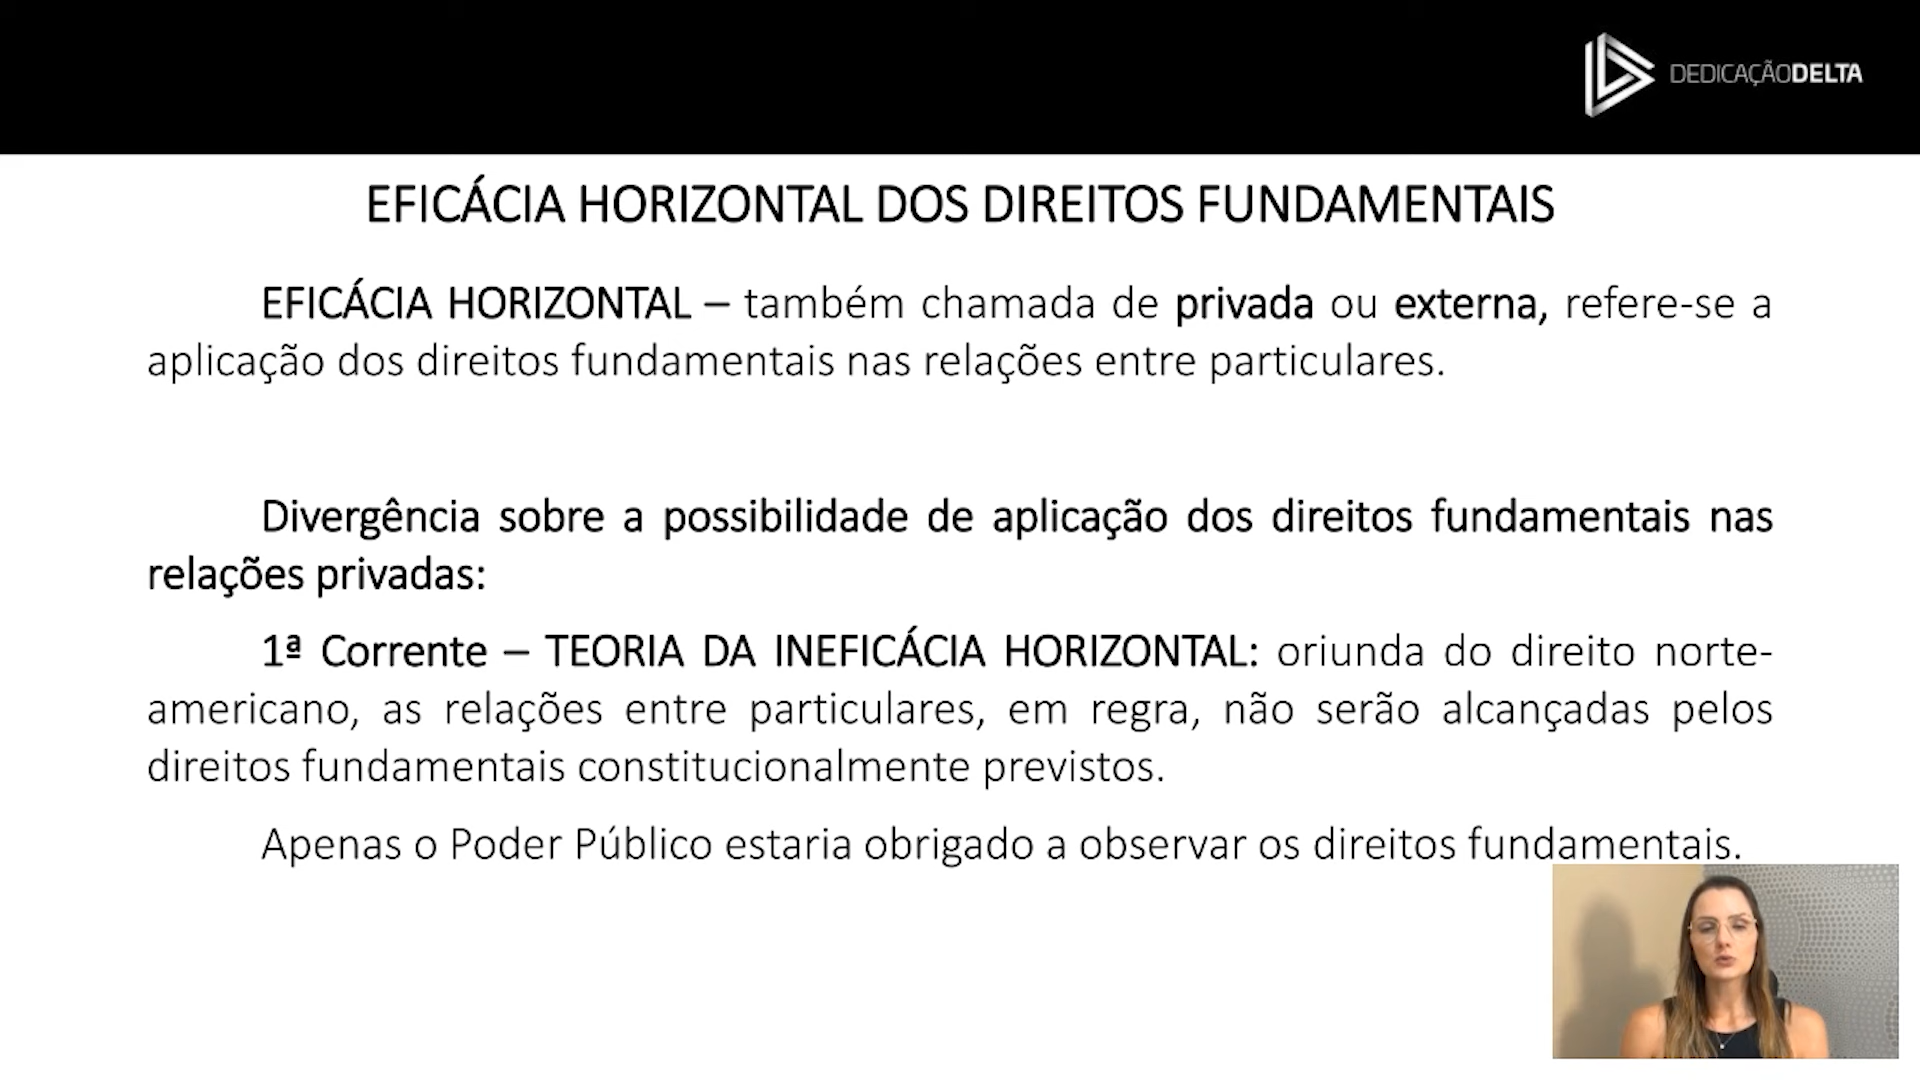 DEDICAÇÃODELTA
EFICÁCIA HORIZONTAL DOS DIREITOS FUNDAMENTAIS
EFICÁCIA HORIZONTAL – também chamada de privada ou externa, refere-se a
aplicação dos direitos fundamentais nas relações entre particulares.
Divergência sobre a possibilidade de aplicação dos direitos fundamentais nas
relações privadas:
1ª Corrente – TEORIA DA INEFICÁCIA HORIZONTAL: oriunda do direito norte-
americano, as relações entre particulares, em regra, não serão alcançadas pelos
direitos fundamentais constitucionalmente previstos.
Apenas o Poder Público estaria obrigado a observar os direitos fundamentais.